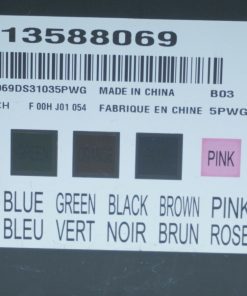 13588069
069DS31035PWG MADE IN CHINA B03
CH F 00H J01 054 FABRIQUE EN CHINE 5PWG
PINK
BLUE GREEN BLACK BROWN PINK
BLEU VERT NOIR BRUN ROSE